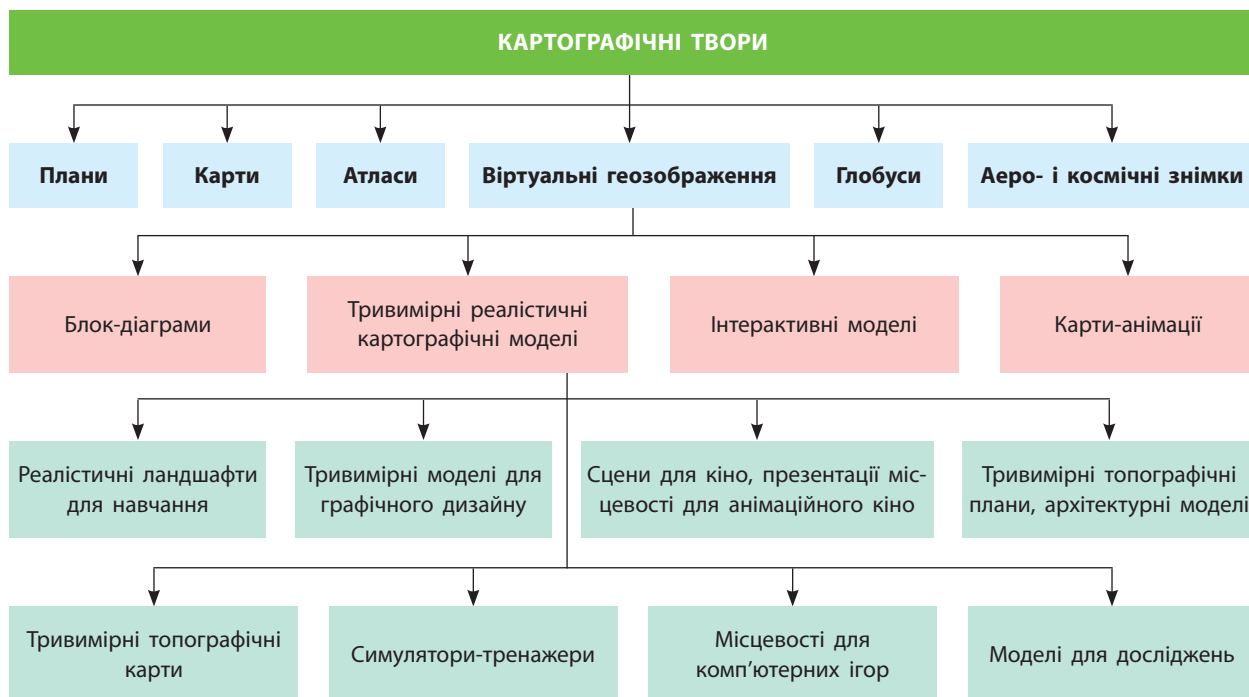 КАРТОГРАФІЧНІ ТВОРИ
Плани
Карти
Атласи
Віртуальні геозображення
Глобуси
Аеро- і космічні знімки
Блок-діаграми
Тривимірні реалістичні
картографічні моделі
Інтерактивні моделі
Карти-анімації
Реалістичні ландшафти
для навчання
Тривимірні моделі для
графічного дизайну
Сцени для кіно, презентації міс-
цевості для анімаційного кіно
Тривимірні топографічні
плани, архітектурні моделі
Тривимірні топографічні
карти
Симулятори-тренажери
Місцевості для
комп’ютерних ігор
Моделі для досліджень